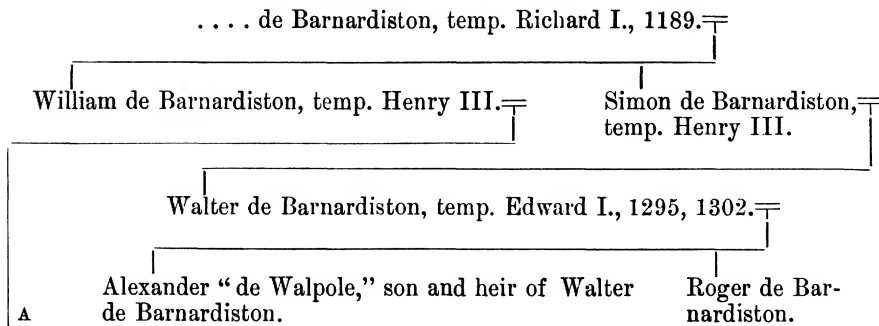 .... de Barnardiston, temp. Richard I., 1189.
William de Barnardiston, temp. Henry III.
Simon de Barnardiston,
temp. Henry III.
Walter de Barnardiston, temp. Edward I., 1295, 1302.
Alexander “de Walpole,” son and heir of Walter
de Barnardiston.
Roger de Bar-
nardiston.
A